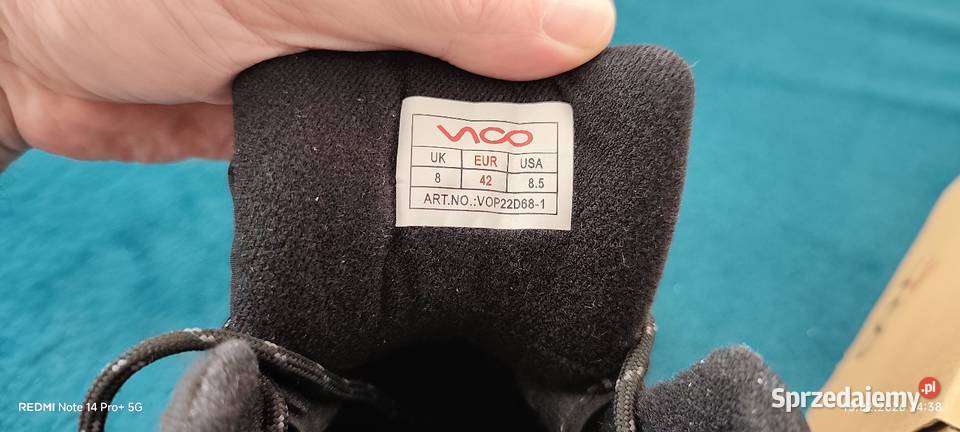 VICO
UK EUR USA
8 42 8.5
ART.NO.:VOP22D68-1
REDMI Note 14 Pro+ 5G
Sprzedajemy.pl